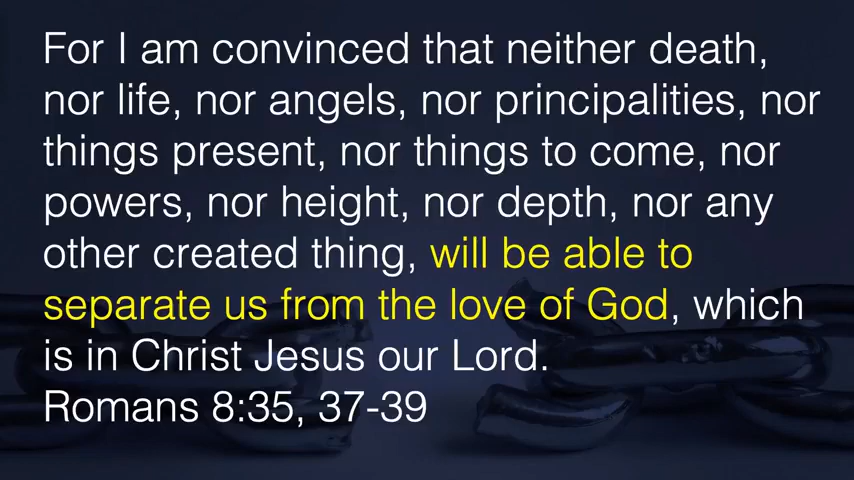 For I am convinced that neither death,
nor life, nor angels, nor principalities, nor
things present, nor things to come, nor
powers, nor height, nor depth, nor any
other created thing, will be able to
separate us from the love of God, which
is in Christ Jesus our Lord.
Romans 8:35, 37-39